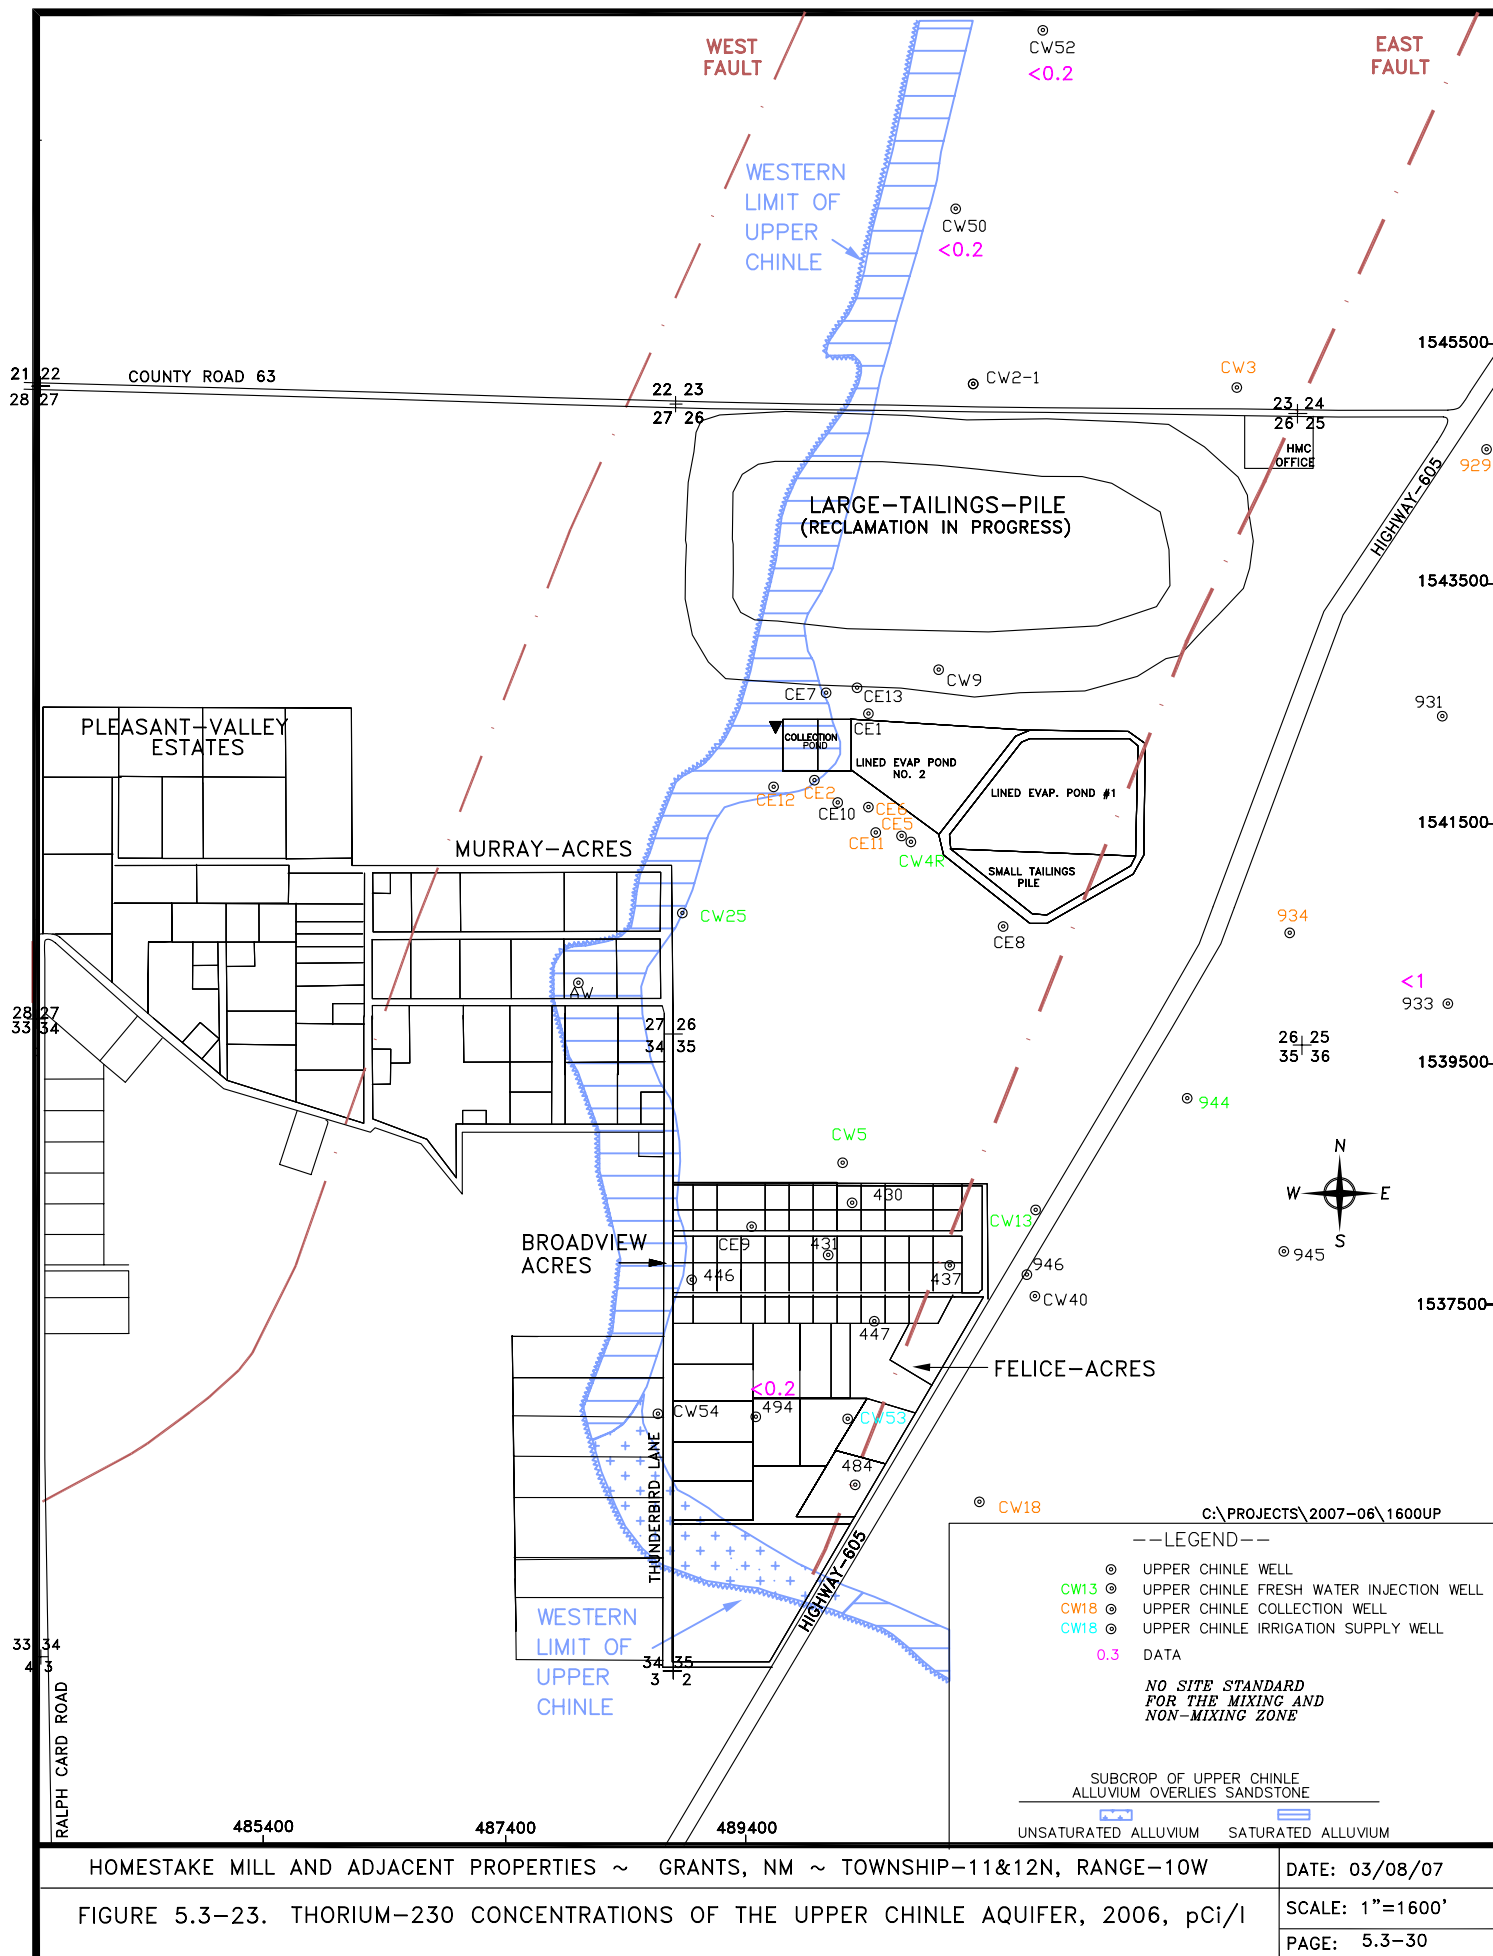 WEST
FAULT
EAST
FAULT
CW52
<0.2
WESTERN
LIMIT OF
UPPER
CHINLE
CW50
<0.2
1545500
21 22
28 27
COUNTY ROAD 63
22 23
27 26
CW2-1
CW3
23 24
26 25
HMC
OFFICE
929
HIGHWAY-605
LARGE-TAILINGS-PILE
(RECLAMATION IN PROGRESS)
1543500
CW9
CE7
CE13
CE1
931
PLEASANT-VALLEY
ESTATES
COLLECTION
POND
LINED EVAP POND
NO. 2
LINED EVAP. POND #1
CE12
CE2
CE10
CE6
CE5
CE11
CW4R
1541500
MURRAY-ACRES
SMALL TAILINGS
PILE
CW25
CE8
934
AW
<1
933
28 27
33 34
27 26
34 35
26 25
35 36
1539500
944
CW5
N
W E
S
430
CW13
BROADVIEW
ACRES
CE9
431
446
437
946
945
CW40
1537500
447
FELICE-ACRES
<0.2
CW54
494
CW53
THUNDERBIRD LANE
484
CW18
HIGHWAY-605
C:\PROJECTS\2007-06\1600UP
--LEGEND--
UPPER CHINLE WELL
CW13 UPPER CHINLE FRESH WATER INJECTION WELL
CW18 UPPER CHINLE COLLECTION WELL
CW18 UPPER CHINLE IRRIGATION SUPPLY WELL
0.3 DATA
NO SITE STANDARD
FOR THE MIXING AND
NON-MIXING ZONE
WESTERN
LIMIT OF
UPPER
CHINLE
33 34
4 3
34 35
3 2
RALPH CARD ROAD
SUBCROP OF UPPER CHINLE
ALLUVIUM OVERLIES SANDSTONE
UNSATURATED ALLUVIUM SATURATED ALLUVIUM
485400 487400 489400
HOMESTAKE MILL AND ADJACENT PROPERTIES ~ GRANTS, NM ~ TOWNSHIP-11&12N, RANGE-10W
DATE: 03/08/07
FIGURE 5.3-23. THORIUM-230 CONCENTRATIONS OF THE UPPER CHINLE AQUIFER, 2006, pCi/l
SCALE: 1"=1600'
PAGE: 5.3-30